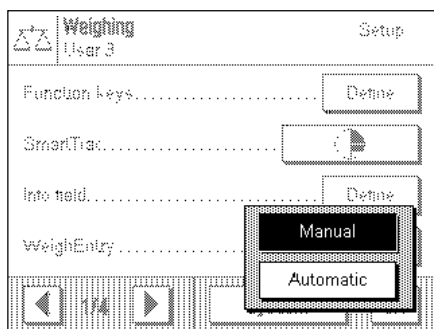 Weighing
Setup
User 3
Function keys........................ Define
SmartTrac....................
Info field........................ Define
WeighEntry....................
Manual
Automatic
1/4